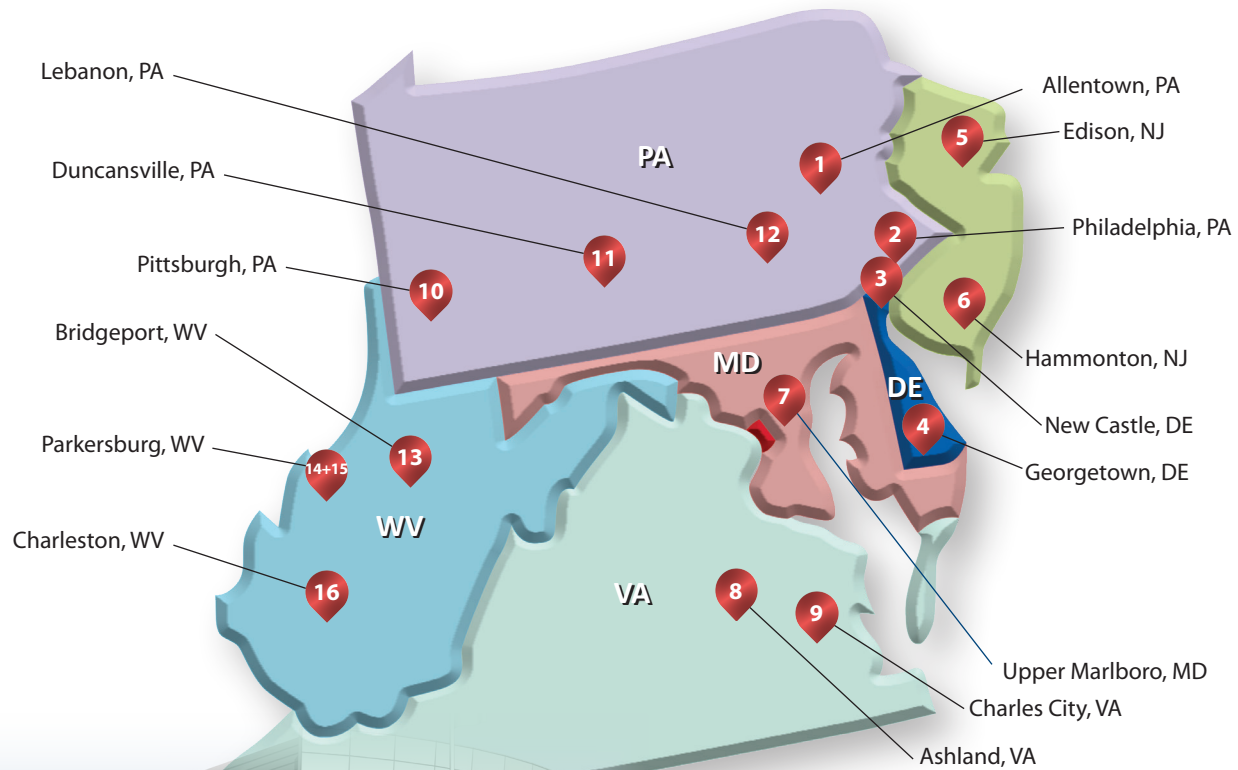 Lebanon, PA
Allentown, PA
Edison, NJ
5
PA
1
Duncansville, PA
12
2
Philadelphia, PA
11
Pittsburgh, PA
10
3
6
Bridgeport, WV
MD
Hammonton, NJ
DE
7
4
New Castle, DE
Parkersburg, WV
14+15
13
Georgetown, DE
WV
Charleston, WV
16
VA
8
9
Upper Marlboro, MD
Charles City, VA
Ashland, VA